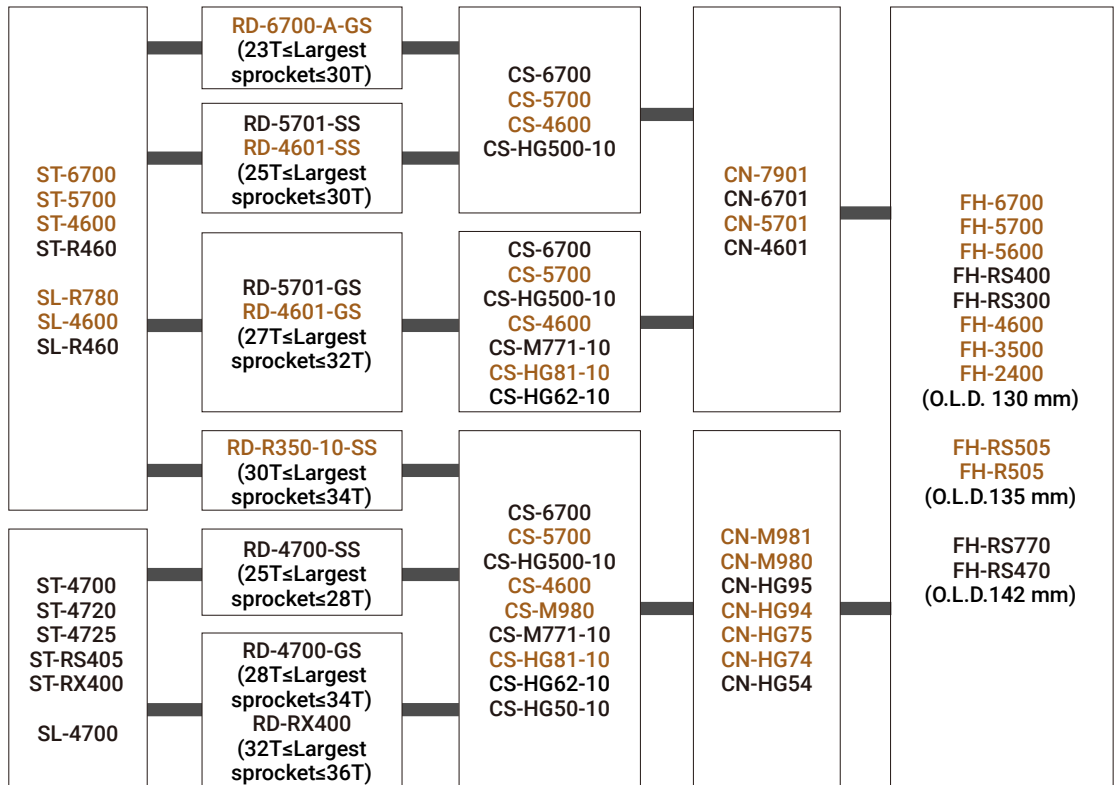 ST-6700
ST-5700
ST-4600
ST-R460
SL-R780
SL-4600
SL-R460
ST-4700
ST-4720
ST-4725
ST-RS405
ST-RX400
SL-4700
RD-6700-A-GS
(23T≤Largest
sprocket≤30T)
RD-5701-SS
RD-4601-SS
(25T≤Largest
sprocket≤30T)
RD-5701-GS
RD-4601-GS
(27T≤Largest
sprocket≤32T)
RD-R350-10-SS
(30T≤Largest
sprocket≤34T)
RD-4700-SS
(25T≤Largest
sprocket≤28T)
RD-4700-GS
(28T≤Largest
sprocket≤34T)
RD-RX400
(32T≤Largest
sprocket≤36T)
CS-6700
CS-5700
CS-4600
CS-HG500-10
CS-6700
CS-5700
CS-HG500-10
CS-4600
CS-M771-10
CS-HG81-10
CS-HG62-10
CS-6700
CS-5700
CS-HG500-10
CS-4600
CS-M980
CS-M771-10
CS-HG81-10
CS-HG62-10
CS-HG50-10
CN-7901
CN-6701
CN-5701
CN-4601
CN-M981
CN-M980
CN-HG95
CN-HG94
CN-HG75
CN-HG74
CN-HG54
FH-6700
FH-5700
FH-5600
FH-RS400
FH-RS300
FH-4600
FH-3500
FH-2400
(O.L.D. 130 mm)
FH-RS505
FH-R505
(O.L.D.135 mm)
FH-RS770
FH-RS470
(O.L.D.142 mm)